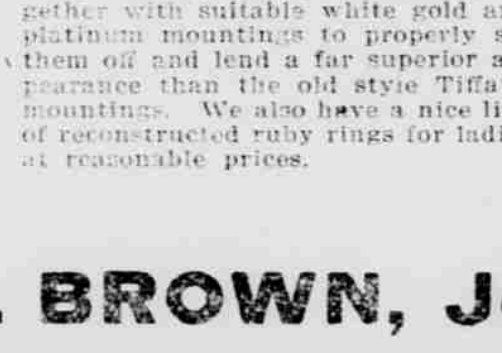 gether with suitable white gold a
platinum mountings to properly s
them off and lend a far superior a
pearance than the old style Tiffa
mountings. We also have a nice li
of reconstructed ruby rings for ladi
at reasonable prices.
. BROWN, J